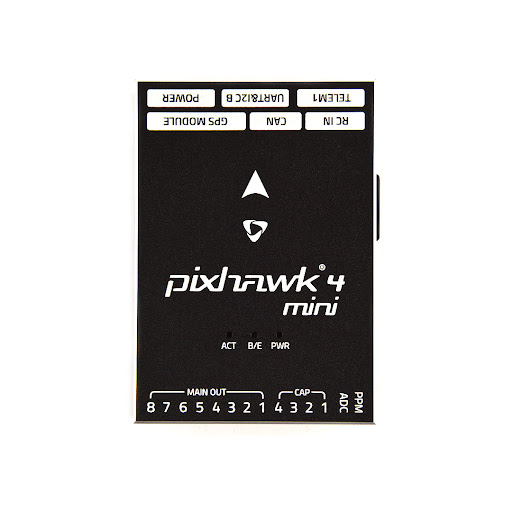 POWER UART&I2C B TELEM1
GPS MODULE CAN RC IN
pixhawk® 4
mini
ACT B/E PWR
MAIN OUT CAP
8 7 6 5 4 3 2 1 4 3 2 1
ADC PPM